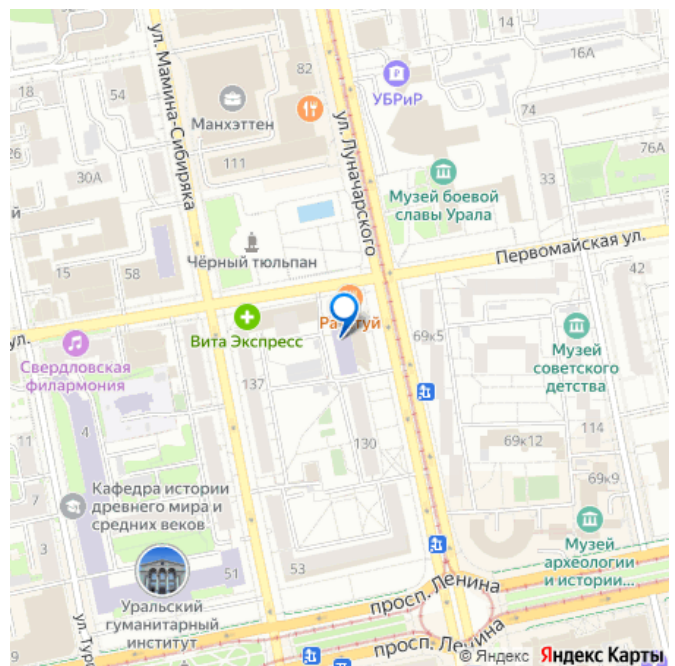 ул. Мамина-Сибиряка
82
16А
18
54
УБРиР
Манхэттен
ул. Луначарского
74
76А
26
111
30А
33
Музей боевой
славы Урала
й
Первомайская ул.
15
58
Чёрный тюльпан
42
ул.
Вита Экспресс
69к5
Свердловская
филармония
Музей
советского
детства
137
11
4
130
69к12
114
7
69к9
Кафедра истории
древнего мира и
средних веков
3
51
53
Музей
археологии
и истории...
Уральский
гуманитарный
институт
просп. Ленина
просп. Ленина
© Яндекс Яндекс Карты